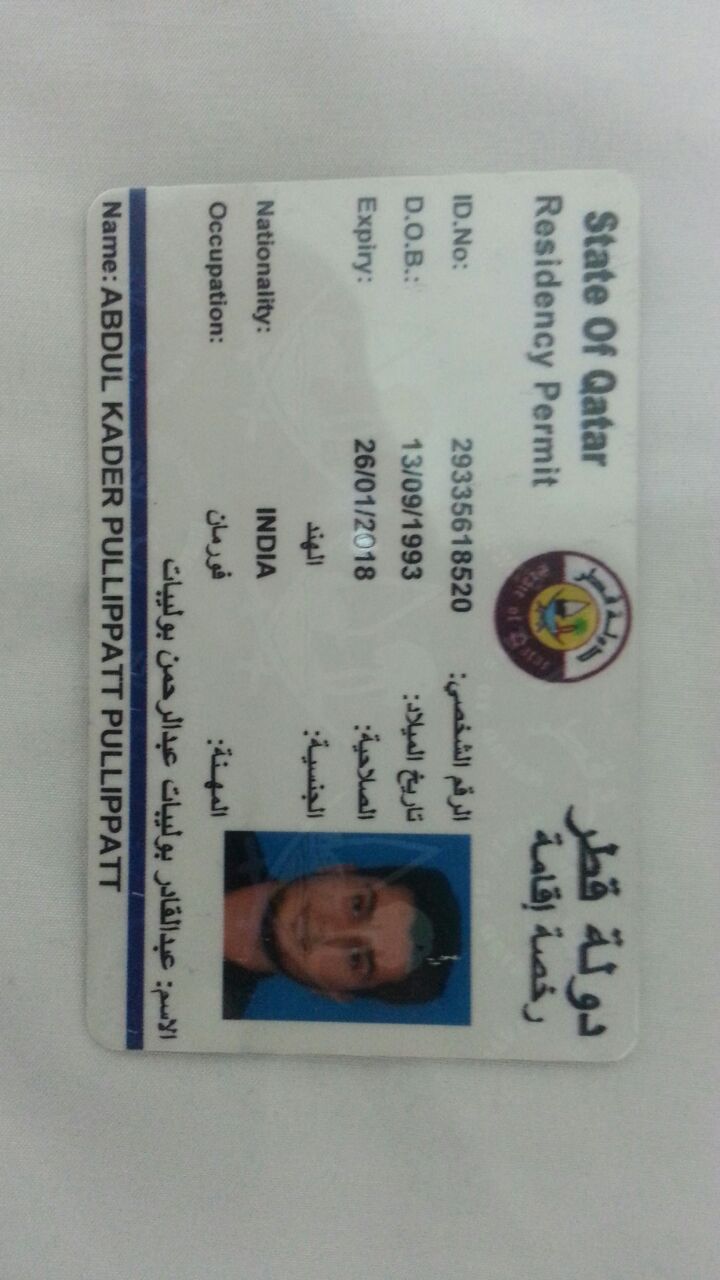 State Of Qatar
دولة قطر
Residency Permit
رخصة إقامة
ID.No: 29335618520 الرقم الشخصي:
D.O.B.: 13/09/1993 تاريخ الميلاد:
Expiry: 26/01/2018 الصلاحية:
الهند الجنسية:
Nationality: INDIA
Occupation: فورمان المهنة:
الاسم: عبدالقادر بولييبات عبدالرحمن بولييبات
Name: ABDUL KADER PULLIPPATT PULLIPPATT